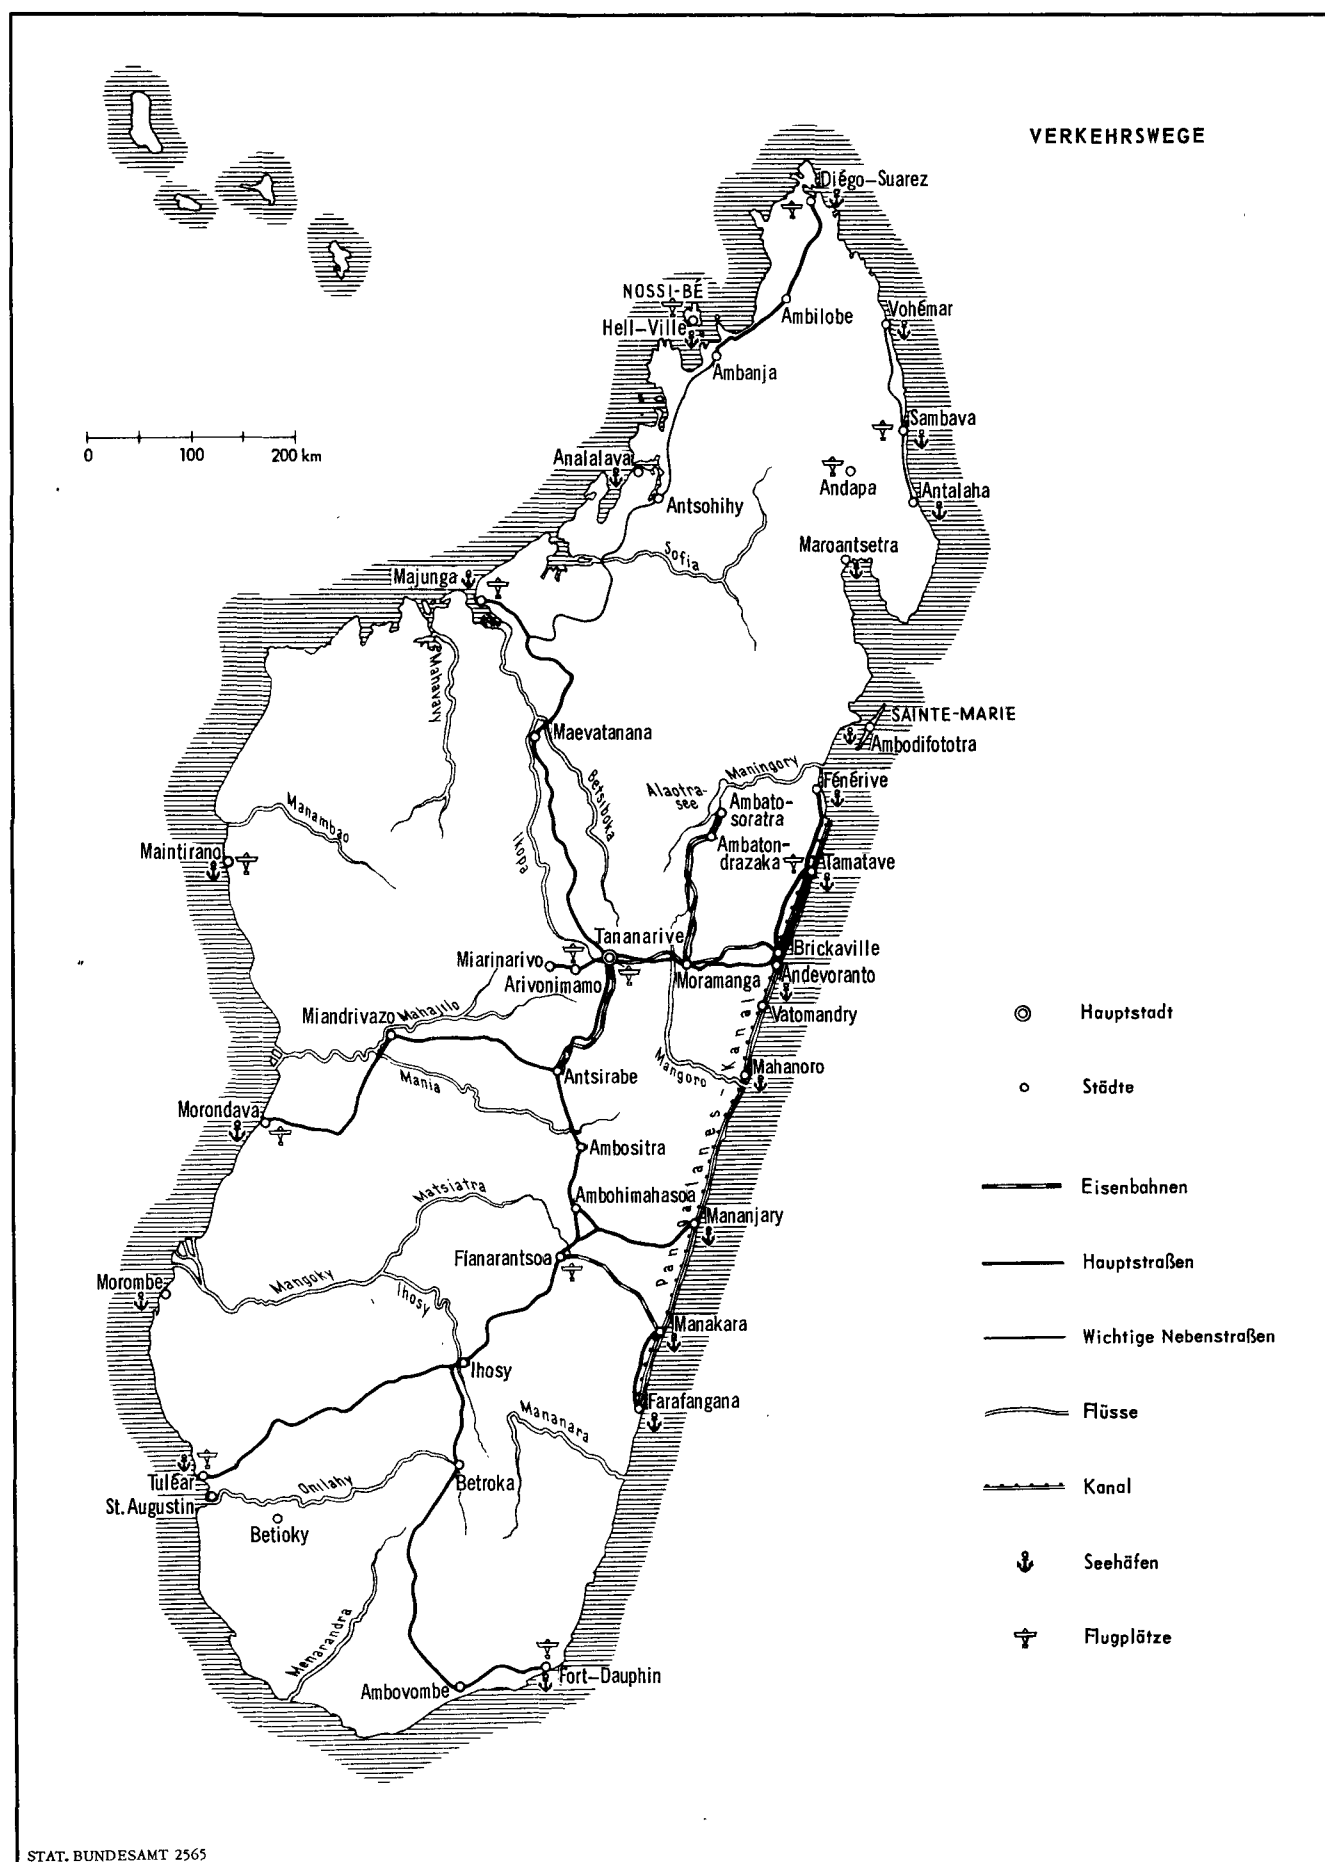 VERKEHRSWEGE
Diégo–Suarez
NOSSI-BÉ
Hell–Ville
Ambilobe
Vohémar
Ambanja
Sambava
0 100 200 km
Analalava
Andapa
Antalaha
Antsohihy
Maroantsetra
Sofia
Majunga
Mahavavy
SAINTE-MARIE
Ambodifototra
Maevatanana
Maningory
Alaotra-
see
Fénérive
Betsiboka
Ambato-
soratra
Manambao
Ikopa
Ambaton-
drazaka
Maintirano
Tamatave
Tananarive
Brickaville
Miarinarivo
Moramanga
Andevoranto
Arivonimamo
Mahajilo
Miandrivazo
Vatomandry
Hauptstadt
Mangoro
Mahanoro
Antsirabe
Mania
Städte
Morondava
Ambositra
Pangalanes – Kanal
Matsiatra
Eisenbahnen
Ambohimahasoa
Mananjary
Fianarantsoa
Hauptstraßen
Morombe
Mangoky
Ihosy
Manakara
Wichtige Nebenstraßen
Ihosy
Farafangana
Mananara
Flüsse
Tuléar
Onilahy
Betroka
St. Augustin
Kanal
Betioky
Seehäfen
Menarandra
Flugplätze
Fort–Dauphin
Ambovombe
STAT. BUNDESAMT 2565